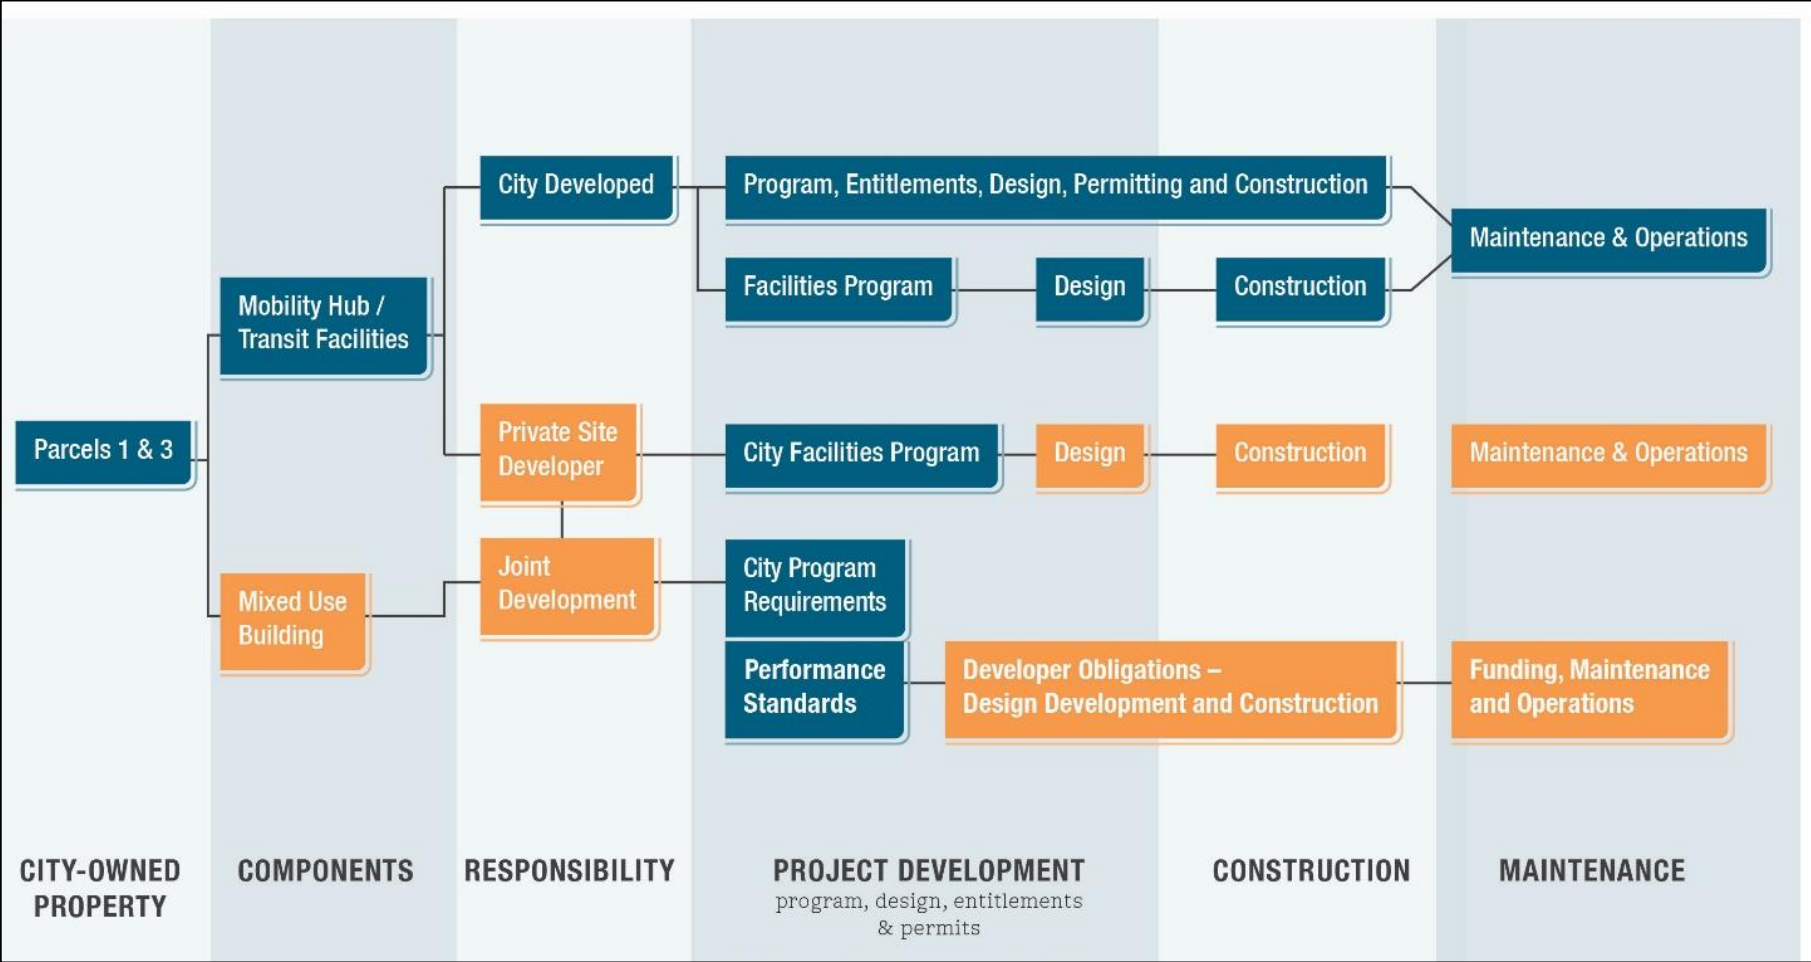 City Developed
Program, Entitlements, Design, Permitting and Construction
Maintenance & Operations
Facilities Program
Design
Construction
Mobility Hub /
Transit Facilities
Parcels 1 & 3
Private Site
Developer
City Facilities Program
Design
Construction
Maintenance & Operations
Mixed Use
Building
Joint
Development
City Program
Requirements
Performance
Standards
Developer Obligations –
Design Development and Construction
Funding, Maintenance
and Operations
CITY-OWNED
PROPERTY
COMPONENTS
RESPONSIBILITY
PROJECT DEVELOPMENT
program, design, entitlements
& permits
CONSTRUCTION
MAINTENANCE